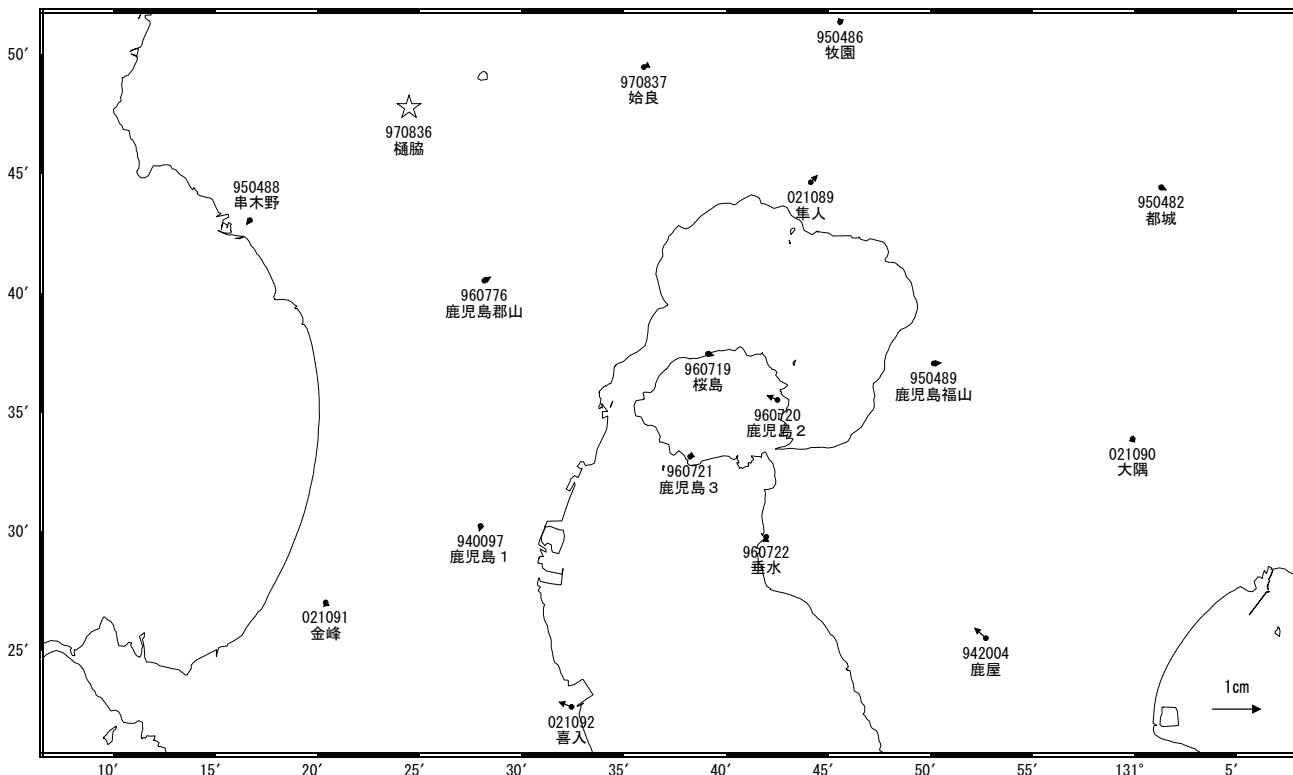 50′
45′
40′
35′
30′
25′
950486
牧園
970837
姶良
970836
樋脇
950488
串木野
021089
隼人
950482
都城
960776
鹿児島郡山
960719
桜島
950489
鹿児島福山
960720
鹿児島２
960721
鹿児島３
021090
大隅
940097
鹿児島１
960722
垂水
021091
金峰
942004
鹿屋
1cm
021092
喜入
10′
15′
20′
25′
30′
35′
40′
45′
50′
55′
131°
5′